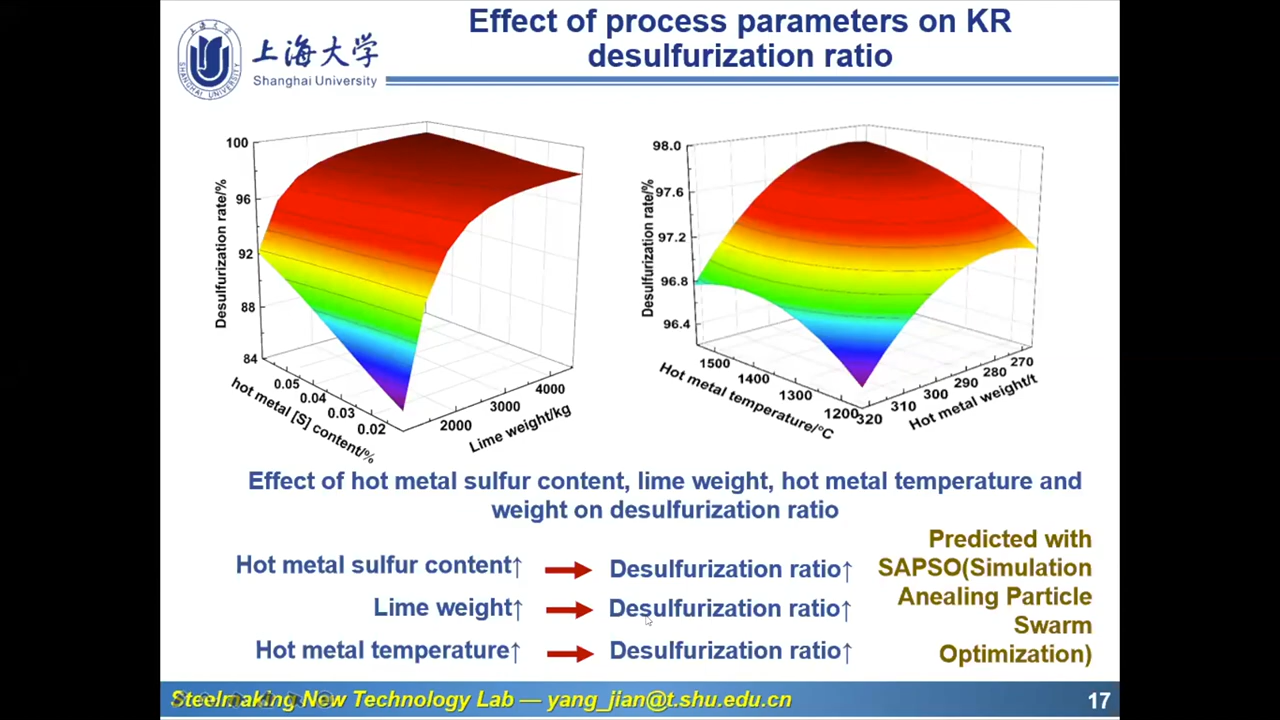 Effect of process parameters on KR
desulfurization ratio
上海大学
Shanghai University
SHANGHAI UNIVERSITY
100
96
92
88
84
Desulfurization rate/%
0.05
0.04
0.03
0.02
hot metal [S] content/%
2000
3000
4000
Lime weight/kg
98.0
97.6
97.2
96.8
96.4
Desulfurization rate/%
1500
1400
1300
1200
Hot metal temperature/°C
320
310
300
290
280
270
Hot metal weight/t
Effect of hot metal sulfur content, lime weight, hot metal temperature and
weight on desulfurization ratio
Hot metal sulfur content↑ → Desulfurization ratio↑
Lime weight↑ → Desulfurization ratio↑
Hot metal temperature↑ → Desulfurization ratio↑
Predicted with
SAPSO(Simulation
Anealing Particle
Swarm
Optimization)
Steelmaking New Technology Lab — yang_jian@t.shu.edu.cn
17